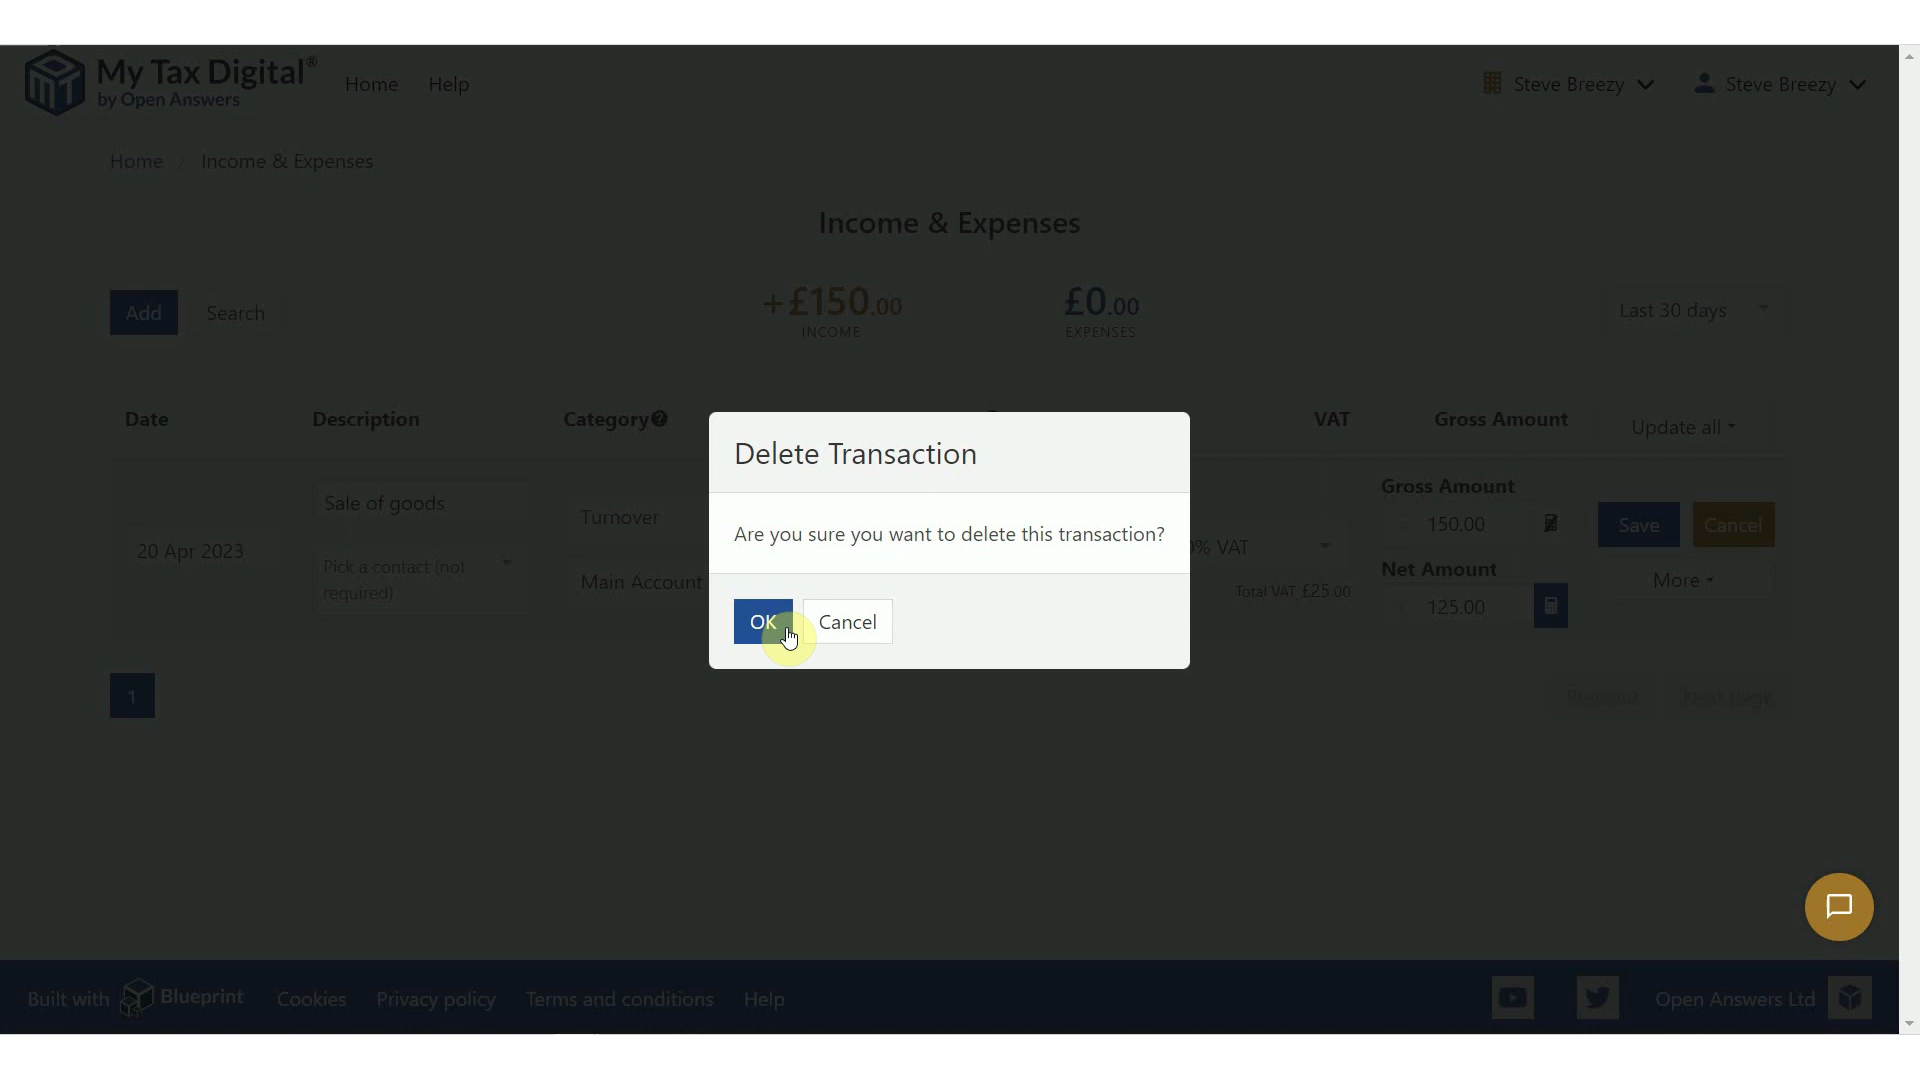 My Tax Digital®
by Open Answers
Home
Help
Steve Breezy
Steve Breezy
Home / Income & Expenses
Income & Expenses
Add
Search
+£150.00
INCOME
£0.00
EXPENSES
Last 30 days
Date
Description
Category
VAT
Gross Amount
Update all
20 Apr 2023
Sale of goods
Pick a contact (not
required)
Turnover
Main Account
Delete Transaction
Are you sure you want to delete this transaction?
OK
Cancel
% VAT
Total VAT £25.00
Gross Amount
150.00
Net Amount
125.00
Save
Cancel
More
1
Previous
Next page
Built with Blueprint
Cookies
Privacy policy
Terms and conditions
Help
Open Answers Ltd